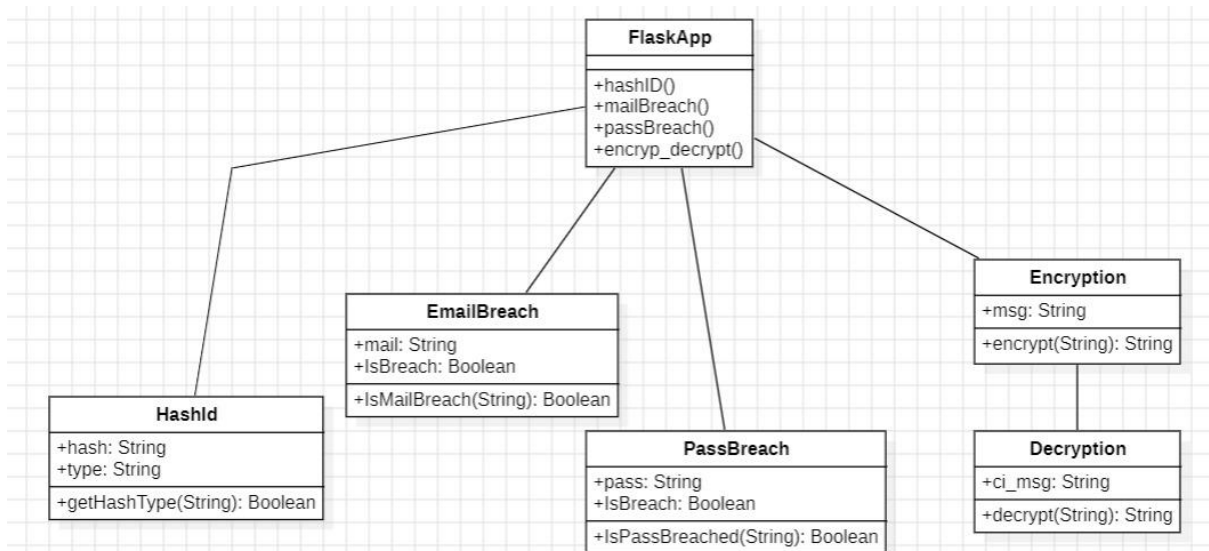 FlaskApp
+hashID()
+mailBreach()
+passBreach()
+encryp_decrypt()
Encryption
+msg: String
+encrypt(String): String
EmailBreach
+mail: String
+IsBreach: Boolean
+IsMailBreach(String): Boolean
HashId
+hash: String
+type: String
+getHashType(String): Boolean
PassBreach
+pass: String
+IsBreach: Boolean
+IsPassBreached(String): Boolean
Decryption
+ci_msg: String
+decrypt(String): String